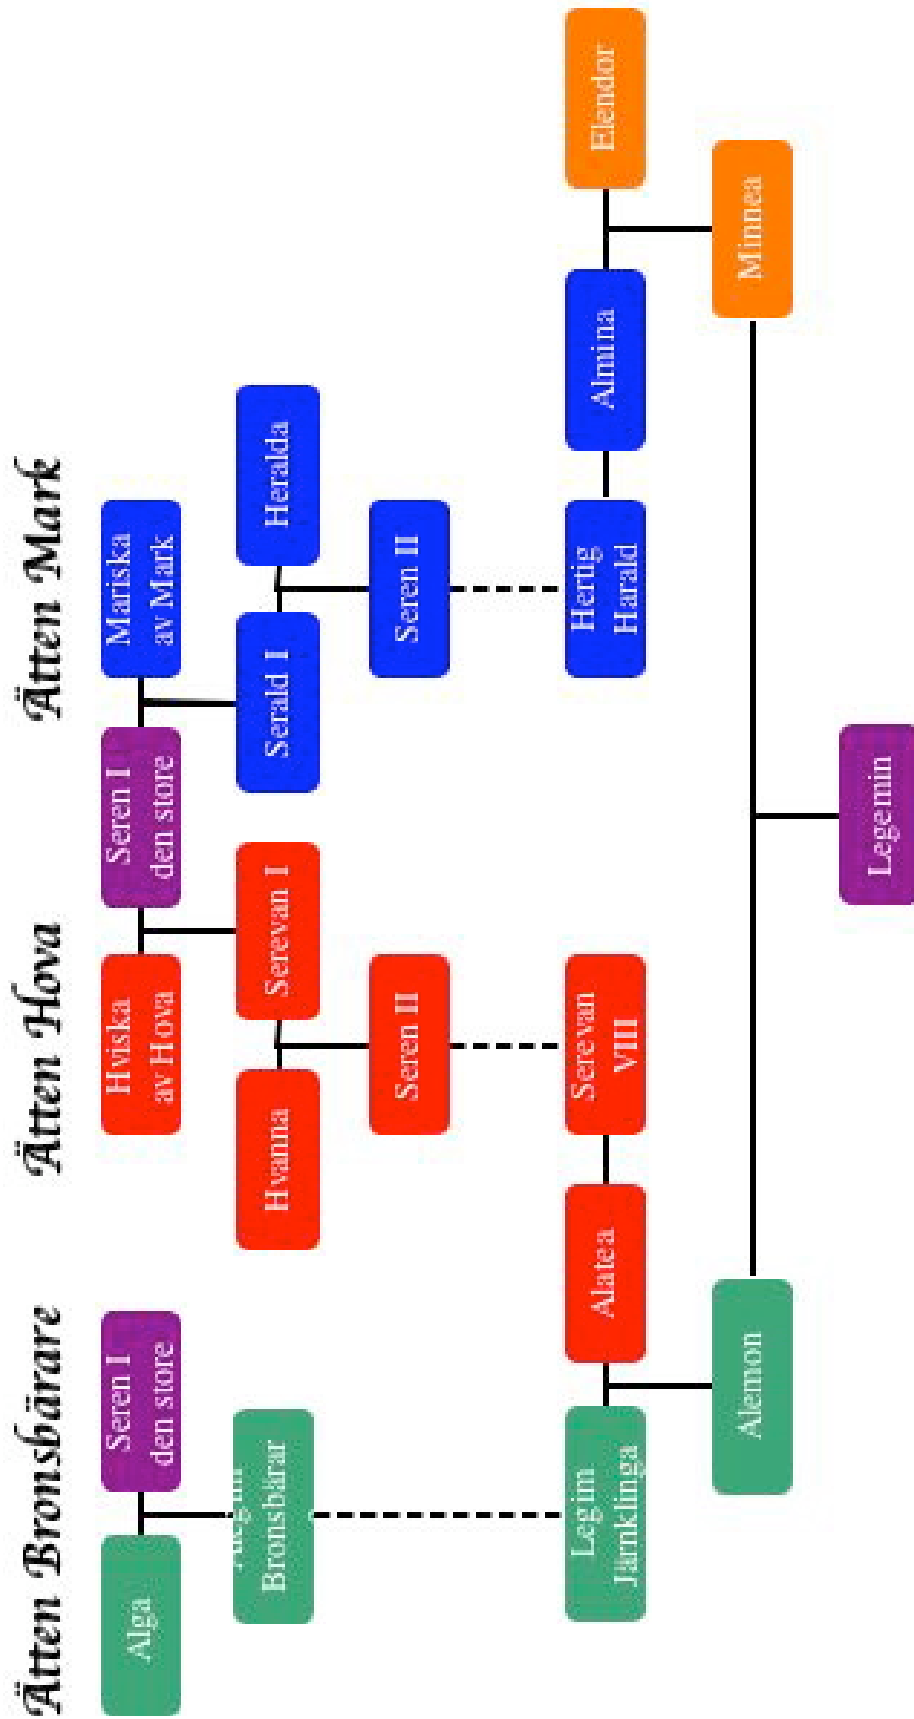 Ätten Bronsbärare
Ätten Hova
Ätten Mark
Alga
Seren I
den store
Hviska
av Hova
Seren I
den store
Mariska
av Mark
Bronsbärar
Hvanna
Serevan I
Serald I
Heralda
Seren II
Seren II
Legim
Järnklinga
Alatea
Serevan
VIII
Hertig
Harald
Almina
Elendor
Alemon
Minnea
Legemin